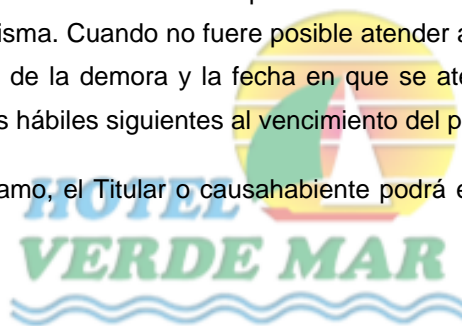 isma. Cuando no fuere posible atender a
de la demora y la fecha en que se ate
s hábiles siguientes al vencimiento del p
amo, el Titular o causahabiente podrá e
HOTEL
VERDE MAR